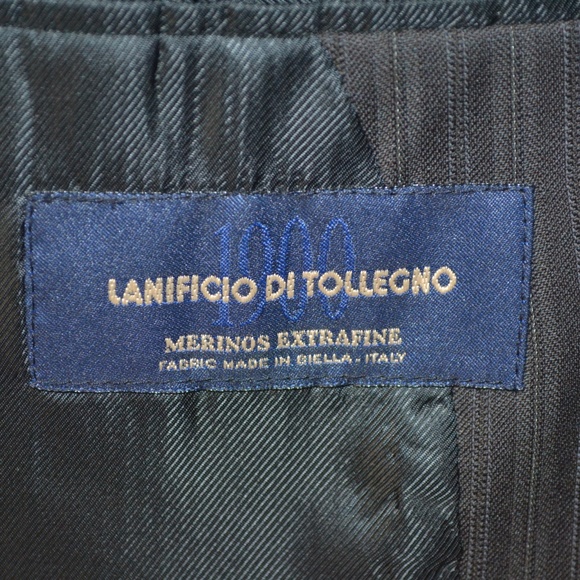 1900
LANIFICIO DI TOLLEGNO
MERINOS EXTRAFINE
FABRIC MADE IN BIELLA - ITALY